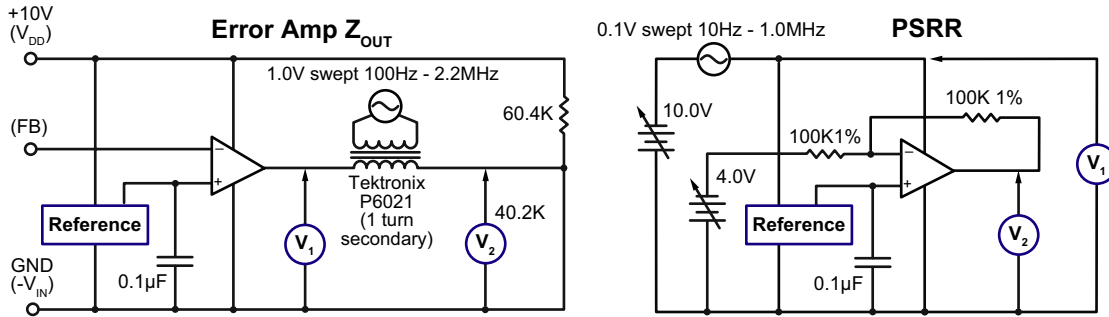 Error Amp Z_OUT
+10V
(V_DD)
1.0V swept 100Hz - 2.2MHz
60.4K
(FB)
−
+
Tektronix
P6021
(1 turn
secondary)
Reference
V1
V2
40.2K
0.1µF
GND
(-V_IN)
PSRR
0.1V swept 10Hz - 1.0MHz
10.0V
100K 1%
100K1%
4.0V
−
+
V1
Reference
V2
0.1µF